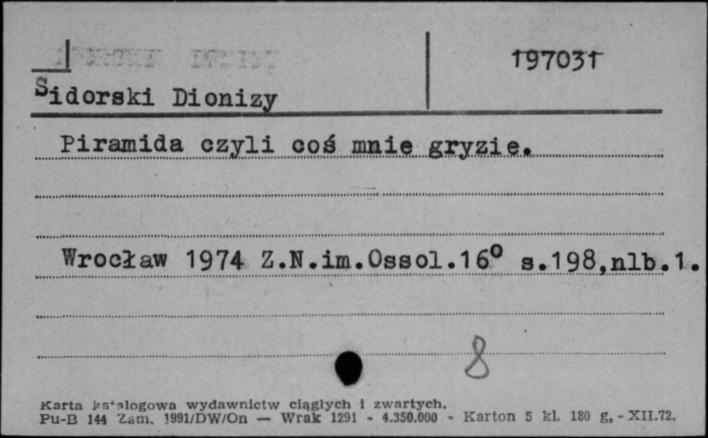 197031
Sidorski Dionizy
Piramida czyli coś mnie gryzie.
Wrocław 1974 Z.N.im.Ossol.16° s.198,nlb.1.
8
Karta katalogowa wydawnictw ciągłych i zwartych.
Pu-B 144 Zam. 1991/DW/On — Wrak 1291 - 4.350.000 - Karton 5 kl. 180 g, - XII.72.